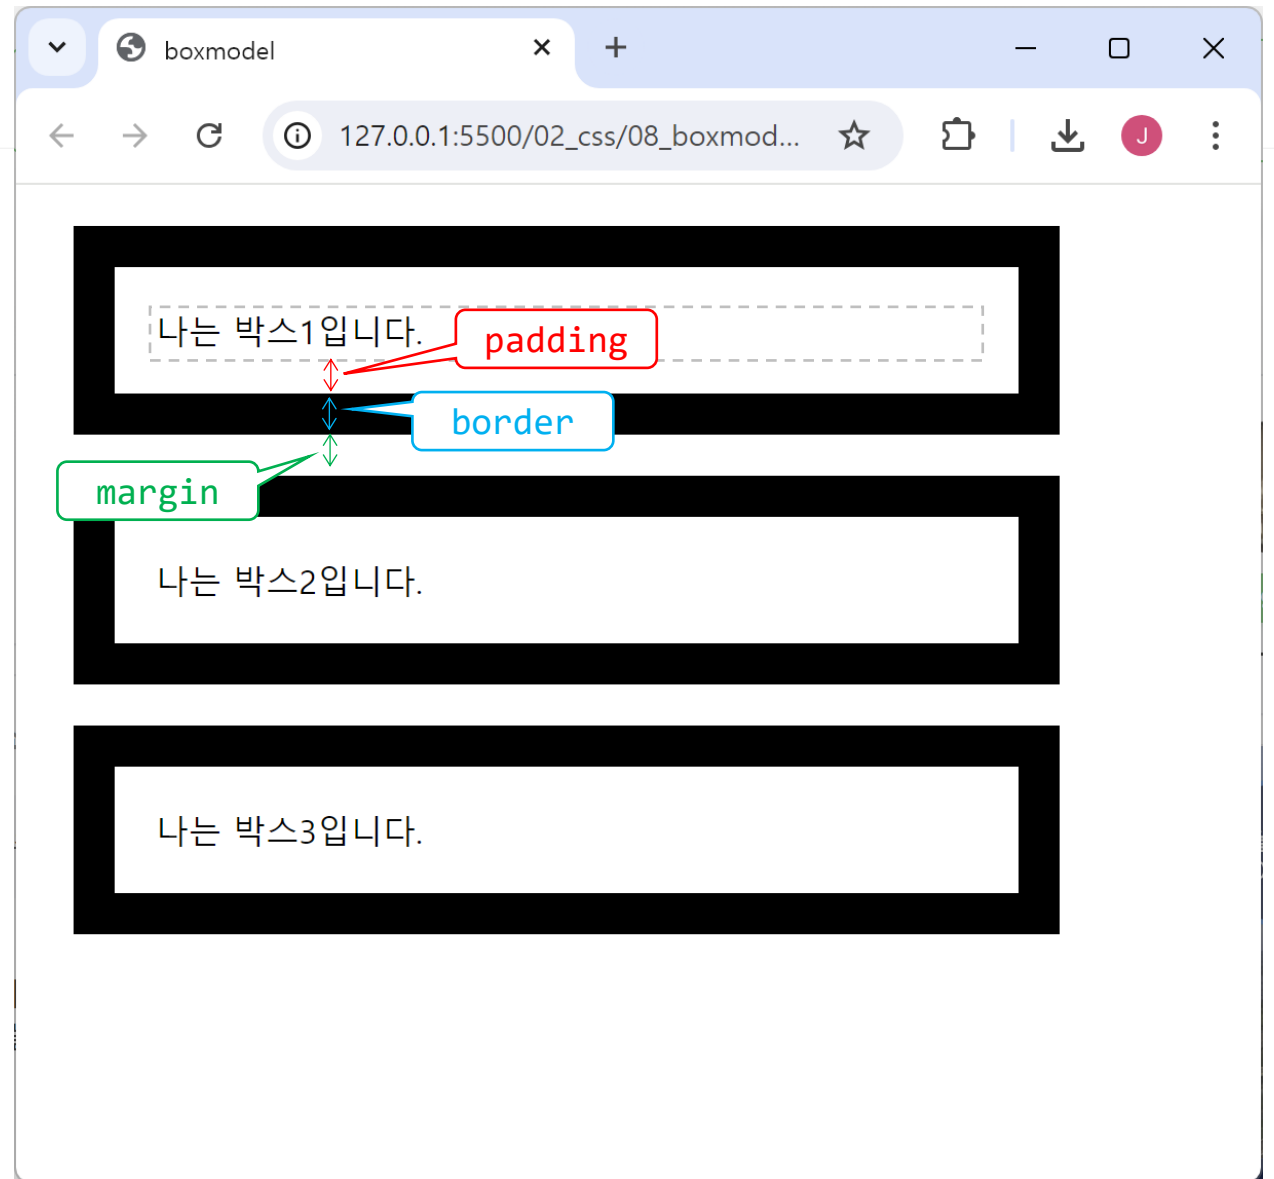 boxmodel
127.0.0.1:5500/02_css/08_boxmod...
J
나는 박스1입니다.
padding
border
margin
나는 박스2입니다.
나는 박스3입니다.